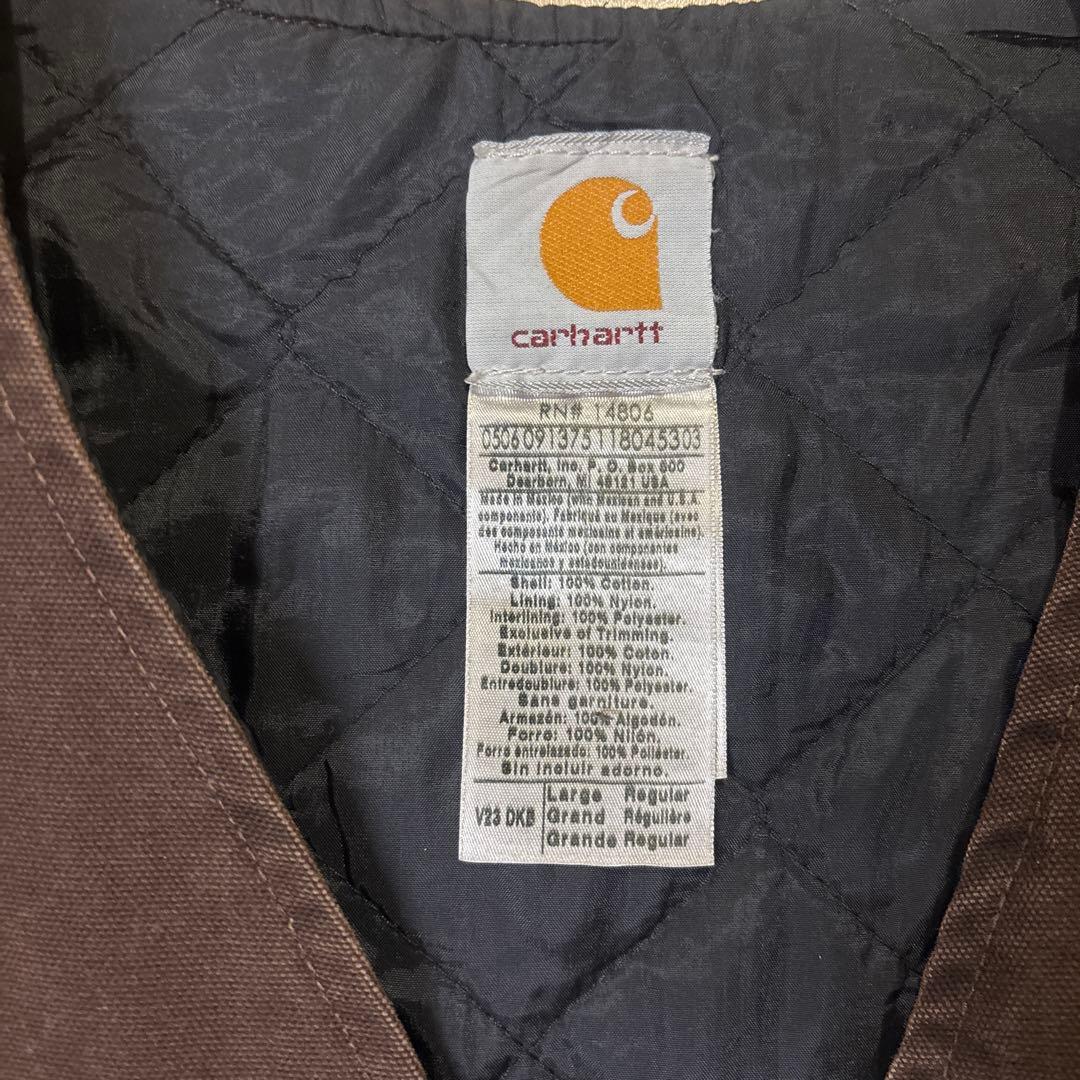 carhartt
RN# 14806
0506091375118045303
Carhartt, Inc. P. O. Box 600
Dearborn, MI 48121 USA
Made in Mexico (with Mexican and U.S.A.
components). Fabriqué au Mexique (avec
des composants mexicains et américains).
Hecho en México (con componentes
mexicanos y estadounidenses).
Shell: 100% Cotton.
Lining: 100% Nylon.
Interlining: 100% Polyester.
Exclusive of Trimming.
Extérieur: 100% Coton.
Doublure: 100% Nylon.
Entredoublure: 100% Polyester.
Sans garniture.
Armazón: 100% Algodón.
Forro: 100% Nilón.
Forro entrelazado: 100% Poliéster.
Sin incluir adorno.
V23 DKB
Large Regular
Grand Régulière
Grande Regular